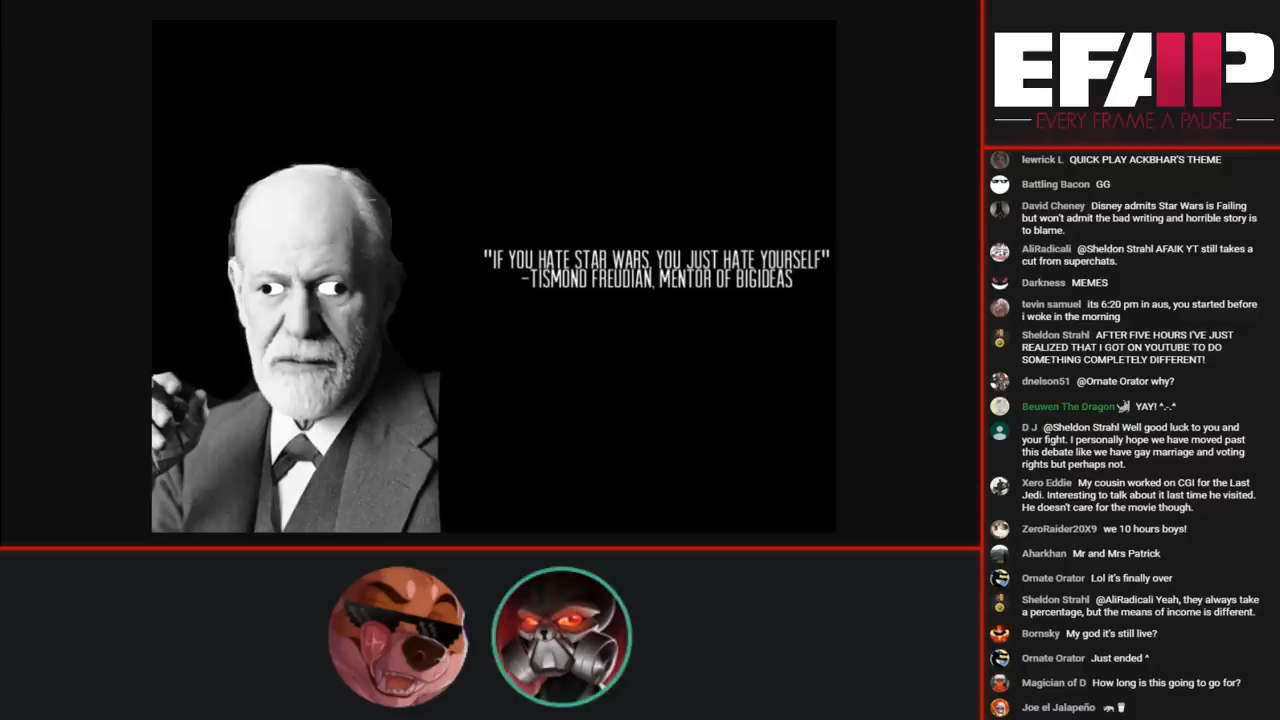 "IF YOU HATE STAR WARS, YOU JUST HATE YOURSELF"
-TISMOND FREUDIAN, MENTOR OF BIGIDEAS
EFAP
EVERY FRAME A PAUSE
lewrick L QUICK PLAY ACKBHAR'S THEME
Battling Bacon GG
David Cheney Disney admits Star Wars is Failing
but won't admit the bad writing and horrible story is
to blame.
AliRadicali @Sheldon Strahl AFAIK YT still takes a
cut from superchats.
Darkness MEMES
tevin samuel its 6:20 pm in aus, you started before
i woke in the morning
Sheldon Strahl AFTER FIVE HOURS I'VE JUST
REALIZED THAT I GOT ON YOUTUBE TO DO
SOMETHING COMPLETELY DIFFERENT!
dnelson51 @Ornate Orator why?
Beuwen The Dragon YAY! ^.-.^
D J @Sheldon Strahl Well good luck to you and
your fight. I personally hope we have moved past
this debate like we have gay marriage and voting
rights but perhaps not.
Xero Eddie My cousin worked on CGI for the Last
Jedi. Interesting to talk about it last time he visited.
He doesn't care for the movie though.
ZeroRaider20X9 we 10 hours boys!
Aharkhan Mr and Mrs Patrick
Ornate Orator Lol it's finally over
Sheldon Strahl @AliRadicali Yeah, they always take
a percentage, but the means of income is different.
Bornsky My god it's still live?
Ornate Orator Just ended ^
Magician of D How long is this going to go for?
Joe el Jalapeño